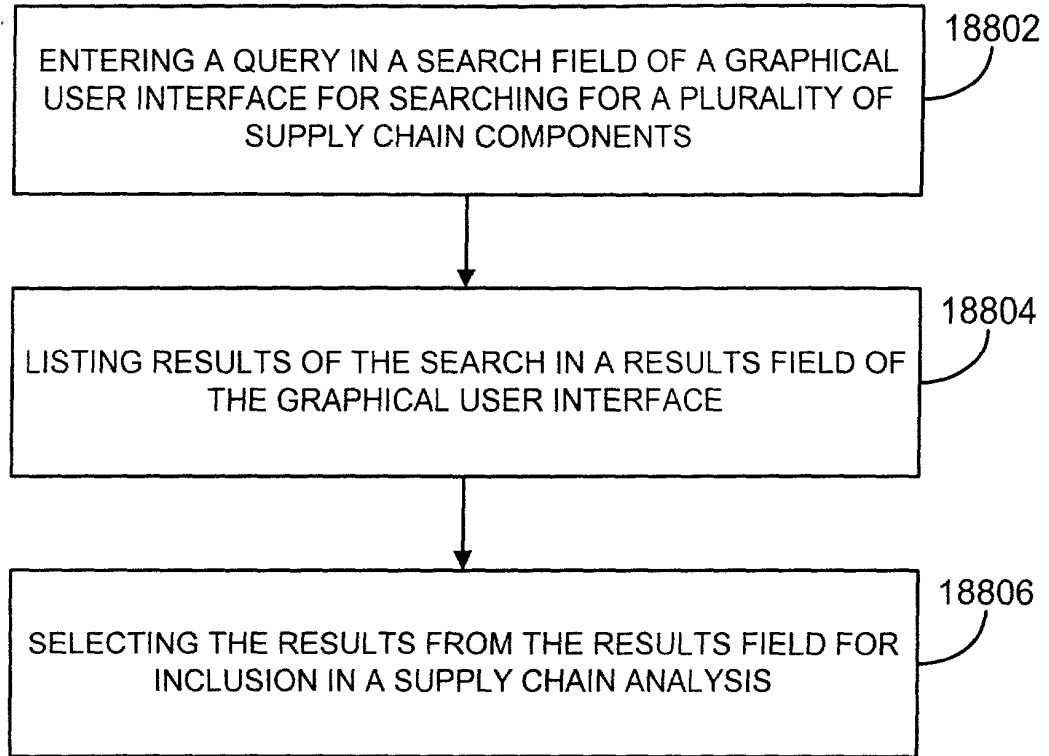 18802
ENTERING A QUERY IN A SEARCH FIELD OF A GRAPHICAL
USER INTERFACE FOR SEARCHING FOR A PLURALITY OF
SUPPLY CHAIN COMPONENTS
18804
LISTING RESULTS OF THE SEARCH IN A RESULTS FIELD OF
THE GRAPHICAL USER INTERFACE
18806
SELECTING THE RESULTS FROM THE RESULTS FIELD FOR
INCLUSION IN A SUPPLY CHAIN ANALYSIS